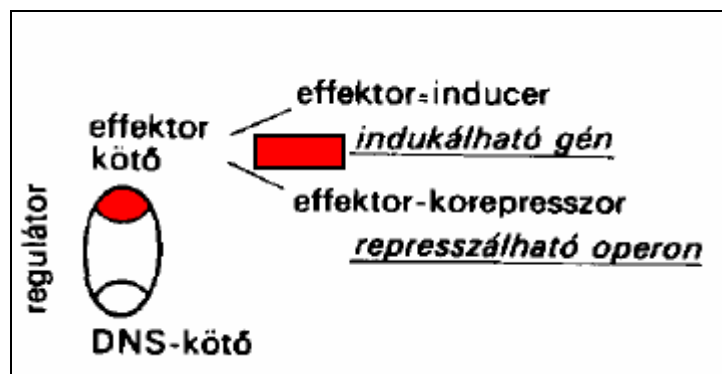 effektor=inducer
effektor
kötő
indukálható gén
effektor-korepresszor
represszálható operon
regulátor
DNS-kötő